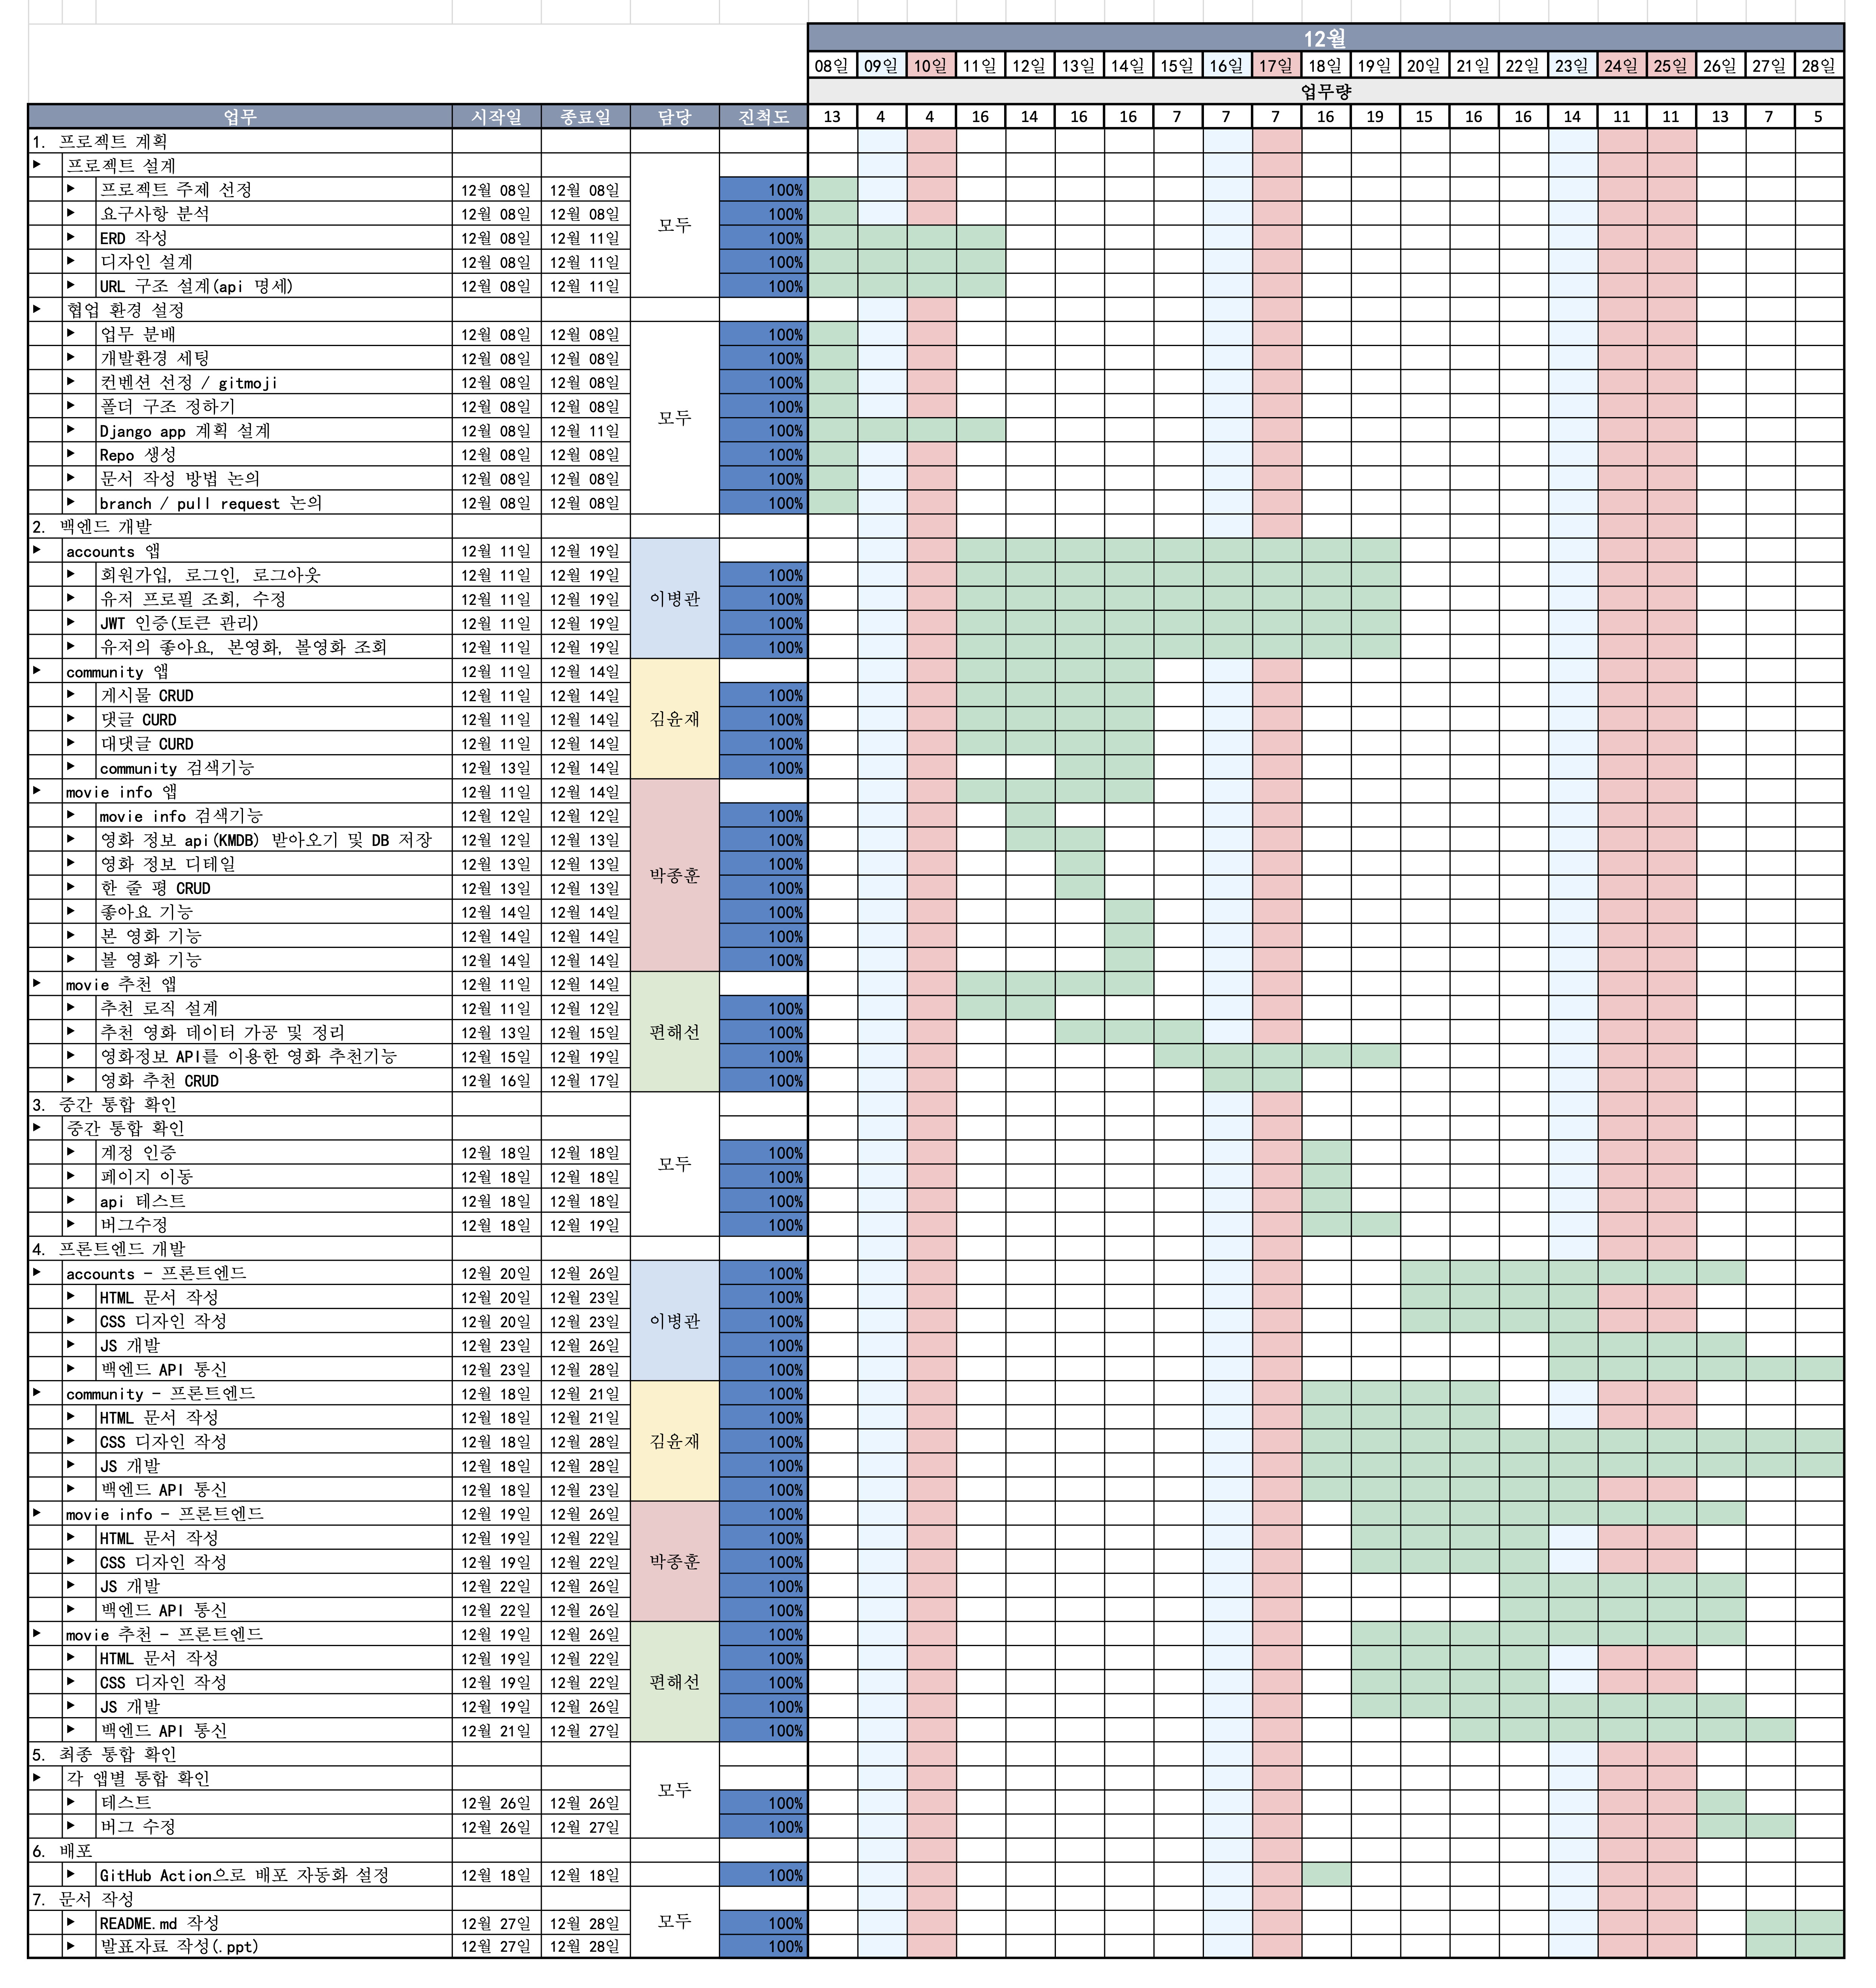 12월
08일 09일 10일 11일 12일 13일 14일 15일 16일 17일 18일 19일 20일 21일 22일 23일 24일 25일 26일 27일 28일
업무량
업무 시작일 종료일 담당 진척도 13 4 4 16 14 16 16 7 7 7 16 19 15 16 16 14 11 11 13 7 5
1. 프로젝트 계획
▶ 프로젝트 설계
▶ 프로젝트 주제 선정 12월 08일 12월 08일 100%
▶ 요구사항 분석 12월 08일 12월 08일 100%
모두
▶ ERD 작성 12월 08일 12월 11일 100%
▶ 디자인 설계 12월 08일 12월 11일 100%
▶ URL 구조 설계(api 명세) 12월 08일 12월 11일 100%
▶ 협업 환경 설정
▶ 업무 분배 12월 08일 12월 08일 100%
▶ 개발환경 세팅 12월 08일 12월 08일 100%
▶ 컨벤션 선정 / gitmoji 12월 08일 12월 08일 100%
▶ 폴더 구조 정하기 12월 08일 12월 08일 100%
모두
▶ Django app 계획 설계 12월 08일 12월 11일 100%
▶ Repo 생성 12월 08일 12월 08일 100%
▶ 문서 작성 방법 논의 12월 08일 12월 08일 100%
▶ branch / pull request 논의 12월 08일 12월 08일 100%
2. 백엔드 개발
▶ accounts 앱 12월 11일 12월 19일
▶ 회원가입, 로그인, 로그아웃 12월 11일 12월 19일 100%
▶ 유저 프로필 조회, 수정 12월 11일 12월 19일 이병관 100%
▶ JWT 인증(토큰 관리) 12월 11일 12월 19일 100%
▶ 유저의 좋아요, 본영화, 볼영화 조회 12월 11일 12월 19일 100%
▶ community 앱 12월 11일 12월 14일
▶ 게시물 CRUD 12월 11일 12월 14일 100%
▶ 댓글 CURD 12월 11일 12월 14일 김윤재 100%
▶ 대댓글 CURD 12월 11일 12월 14일 100%
▶ community 검색기능 12월 13일 12월 14일 100%
▶ movie info 앱 12월 11일 12월 14일
▶ movie info 검색기능 12월 12일 12월 12일 100%
▶ 영화 정보 api(KMDB) 받아오기 및 DB 저장 12월 12일 12월 13일 100%
▶ 영화 정보 디테일 12월 13일 12월 13일 100%
박종훈
▶ 한 줄 평 CRUD 12월 13일 12월 13일 100%
▶ 좋아요 기능 12월 14일 12월 14일 100%
▶ 본 영화 기능 12월 14일 12월 14일 100%
▶ 볼 영화 기능 12월 14일 12월 14일 100%
▶ movie 추천 앱 12월 11일 12월 14일
▶ 추천 로직 설계 12월 11일 12월 12일 100%
▶ 추천 영화 데이터 가공 및 정리 12월 13일 12월 15일 편해선 100%
▶ 영화정보 API를 이용한 영화 추천기능 12월 15일 12월 19일 100%
▶ 영화 추천 CRUD 12월 16일 12월 17일 100%
3. 중간 통합 확인
▶ 중간 통합 확인
▶ 계정 인증 12월 18일 12월 18일 100%
모두
▶ 페이지 이동 12월 18일 12월 18일 100%
▶ api 테스트 12월 18일 12월 18일 100%
▶ 버그수정 12월 18일 12월 19일 100%
4. 프론트엔드 개발
▶ accounts - 프론트엔드 12월 20일 12월 26일 100%
▶ HTML 문서 작성 12월 20일 12월 23일 100%
▶ CSS 디자인 작성 12월 20일 12월 23일 이병관 100%
▶ JS 개발 12월 23일 12월 26일 100%
▶ 백엔드 API 통신 12월 23일 12월 28일 100%
▶ community - 프론트엔드 12월 18일 12월 21일 100%
▶ HTML 문서 작성 12월 18일 12월 21일 100%
▶ CSS 디자인 작성 12월 18일 12월 28일 김윤재 100%
▶ JS 개발 12월 18일 12월 28일 100%
▶ 백엔드 API 통신 12월 18일 12월 23일 100%
▶ movie info - 프론트엔드 12월 19일 12월 26일 100%
▶ HTML 문서 작성 12월 19일 12월 22일 100%
▶ CSS 디자인 작성 12월 19일 12월 22일 박종훈 100%
▶ JS 개발 12월 22일 12월 26일 100%
▶ 백엔드 API 통신 12월 22일 12월 26일 100%
▶ movie 추천 - 프론트엔드 12월 19일 12월 26일 100%
▶ HTML 문서 작성 12월 19일 12월 22일 100%
▶ CSS 디자인 작성 12월 19일 12월 22일 편해선 100%
▶ JS 개발 12월 19일 12월 26일 100%
▶ 백엔드 API 통신 12월 21일 12월 27일 100%
5. 최종 통합 확인
▶ 각 앱별 통합 확인
모두
▶ 테스트 12월 26일 12월 26일 100%
▶ 버그 수정 12월 26일 12월 27일 100%
6. 배포
▶ GitHub Action으로 배포 자동화 설정 12월 18일 12월 18일 100%
7. 문서 작성
▶ README.md 작성 12월 27일 12월 28일 모두 100%
▶ 발표자료 작성(.ppt) 12월 27일 12월 28일 100%